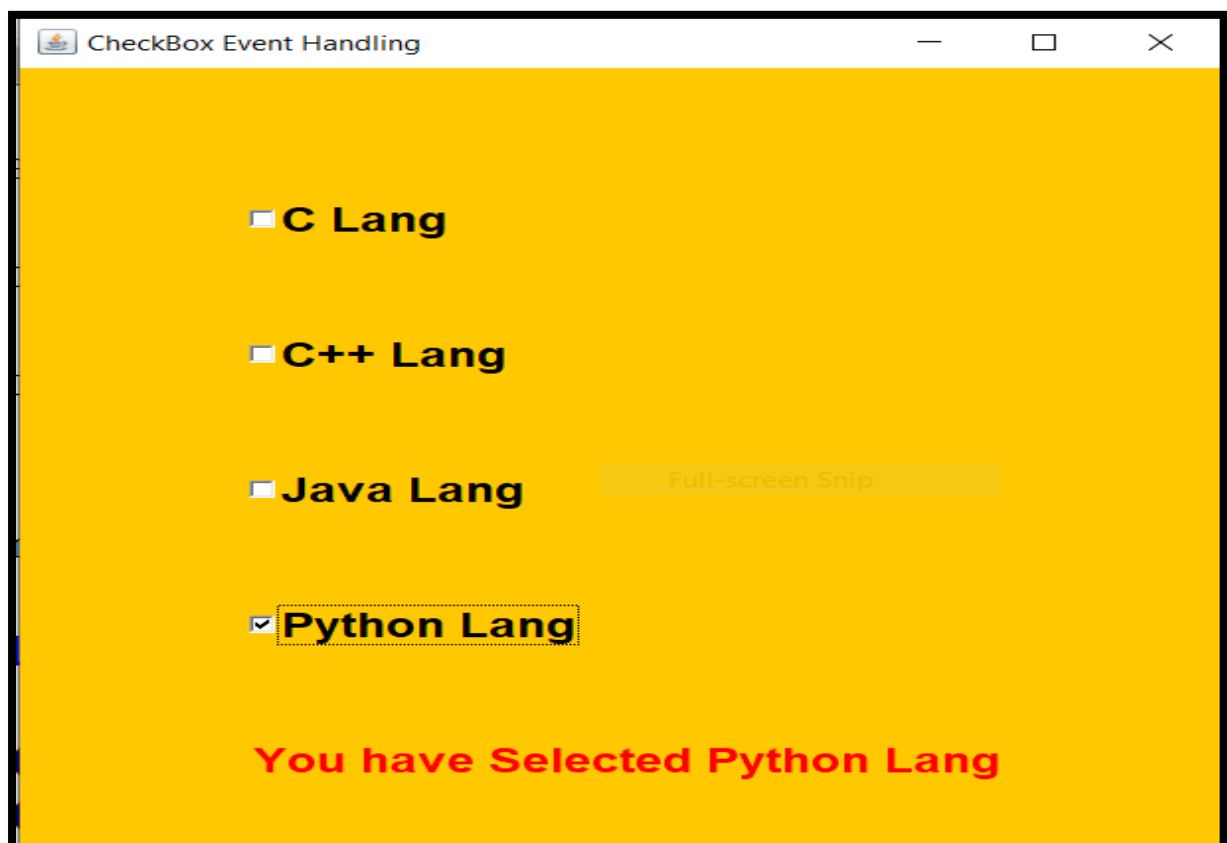 CheckBox Event Handling
C Lang
C++ Lang
Java Lang
Full-screen Snip
Python Lang
You have Selected Python Lang